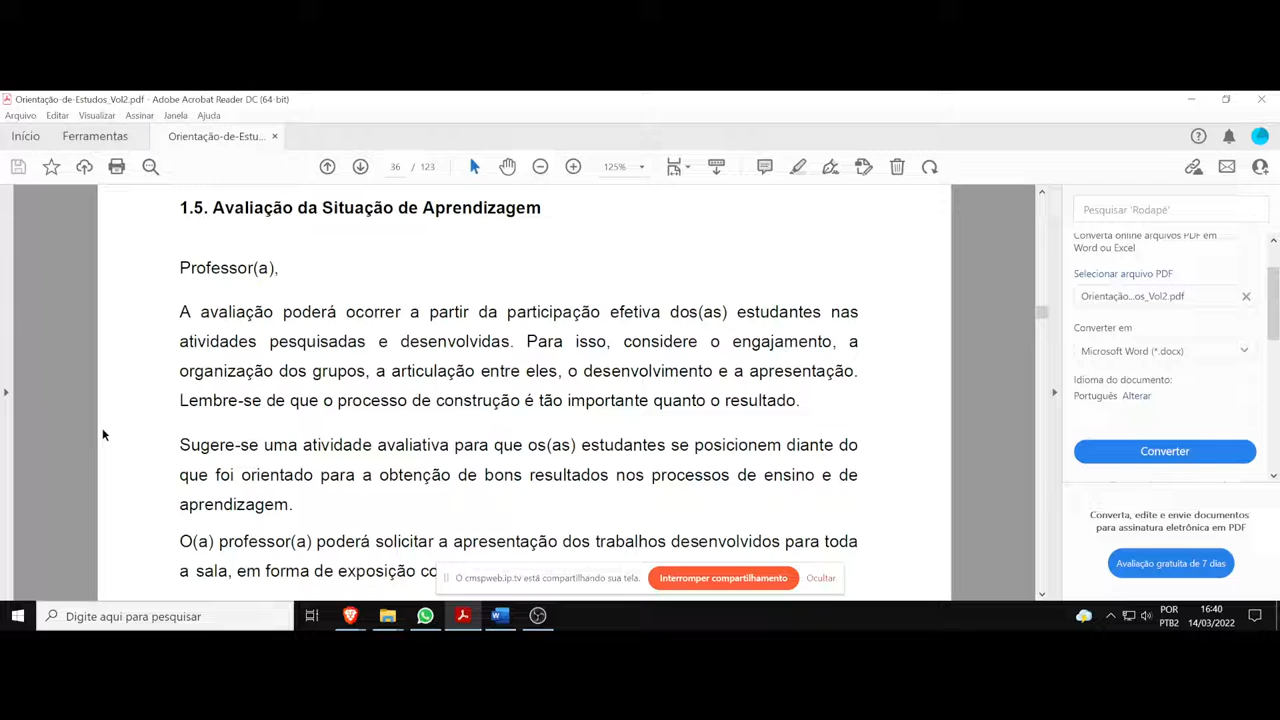 Orientação-de-Estudos_Vol2.pdf - Adobe Acrobat Reader DC (64-bit)
Arquivo Editar Visualizar Assinar Janela Ajuda
Início Ferramentas Orientação-de-Estu... ×
36 / 123 125%
1.5. Avaliação da Situação de Aprendizagem
Professor(a),
A avaliação poderá ocorrer a partir da participação efetiva dos(as) estudantes nas
atividades pesquisadas e desenvolvidas. Para isso, considere o engajamento, a
organização dos grupos, a articulação entre eles, o desenvolvimento e a apresentação.
Lembre-se de que o processo de construção é tão importante quanto o resultado.
Sugere-se uma atividade avaliativa para que os(as) estudantes se posicionem diante do
que foi orientado para a obtenção de bons resultados nos processos de ensino e de
aprendizagem.
O(a) professor(a) poderá solicitar a apresentação dos trabalhos desenvolvidos para toda
a sala, em forma de exposição
Pesquisar 'Rodapé'
Converta online arquivos PDF em
Word ou Excel
Selecionar arquivo PDF
Orientação...os_Vol2.pdf
Converter em
Microsoft Word (*.docx)
Idioma do documento:
Português Alterar
Converter
Converta, edite e envie documentos
para assinatura eletrônica em PDF
Avaliação gratuita de 7 dias
O cmspweb.ip.tv está compartilhando sua tela. Interromper compartilhamento Ocultar
Digite aqui para pesquisar
POR
PTB2
16:40
14/03/2022